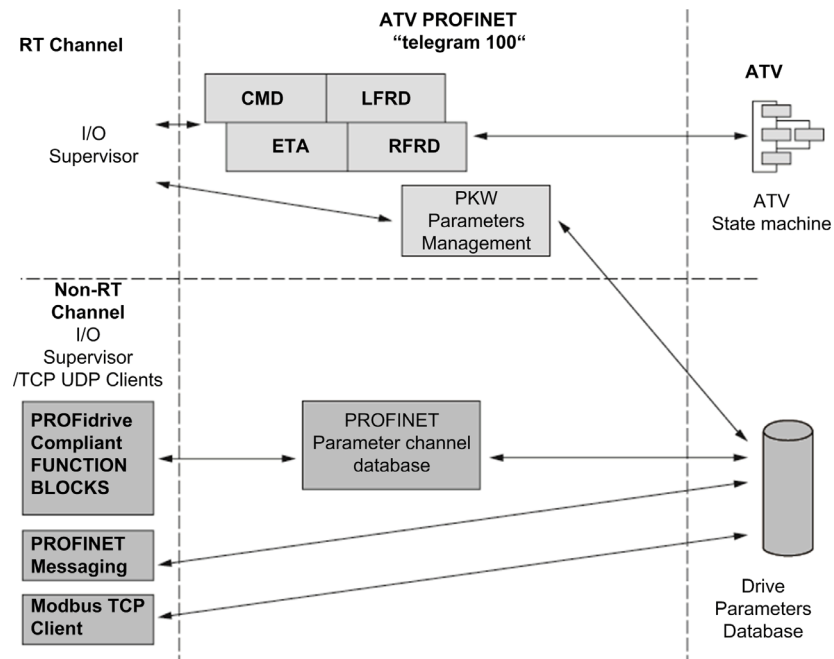 RT Channel
ATV PROFINET
“telegram 100“
ATV
I/O
Supervisor
CMD
LFRD
ETA
RFRD
ATV
State machine
PKW
Parameters
Management
Non-RT
Channel
I/O
Supervisor
/TCP UDP Clients
PROFidrive
Compliant
FUNCTION
BLOCKS
PROFINET
Parameter channel
database
PROFINET
Messaging
Modbus TCP
Client
Drive
Parameters
Database